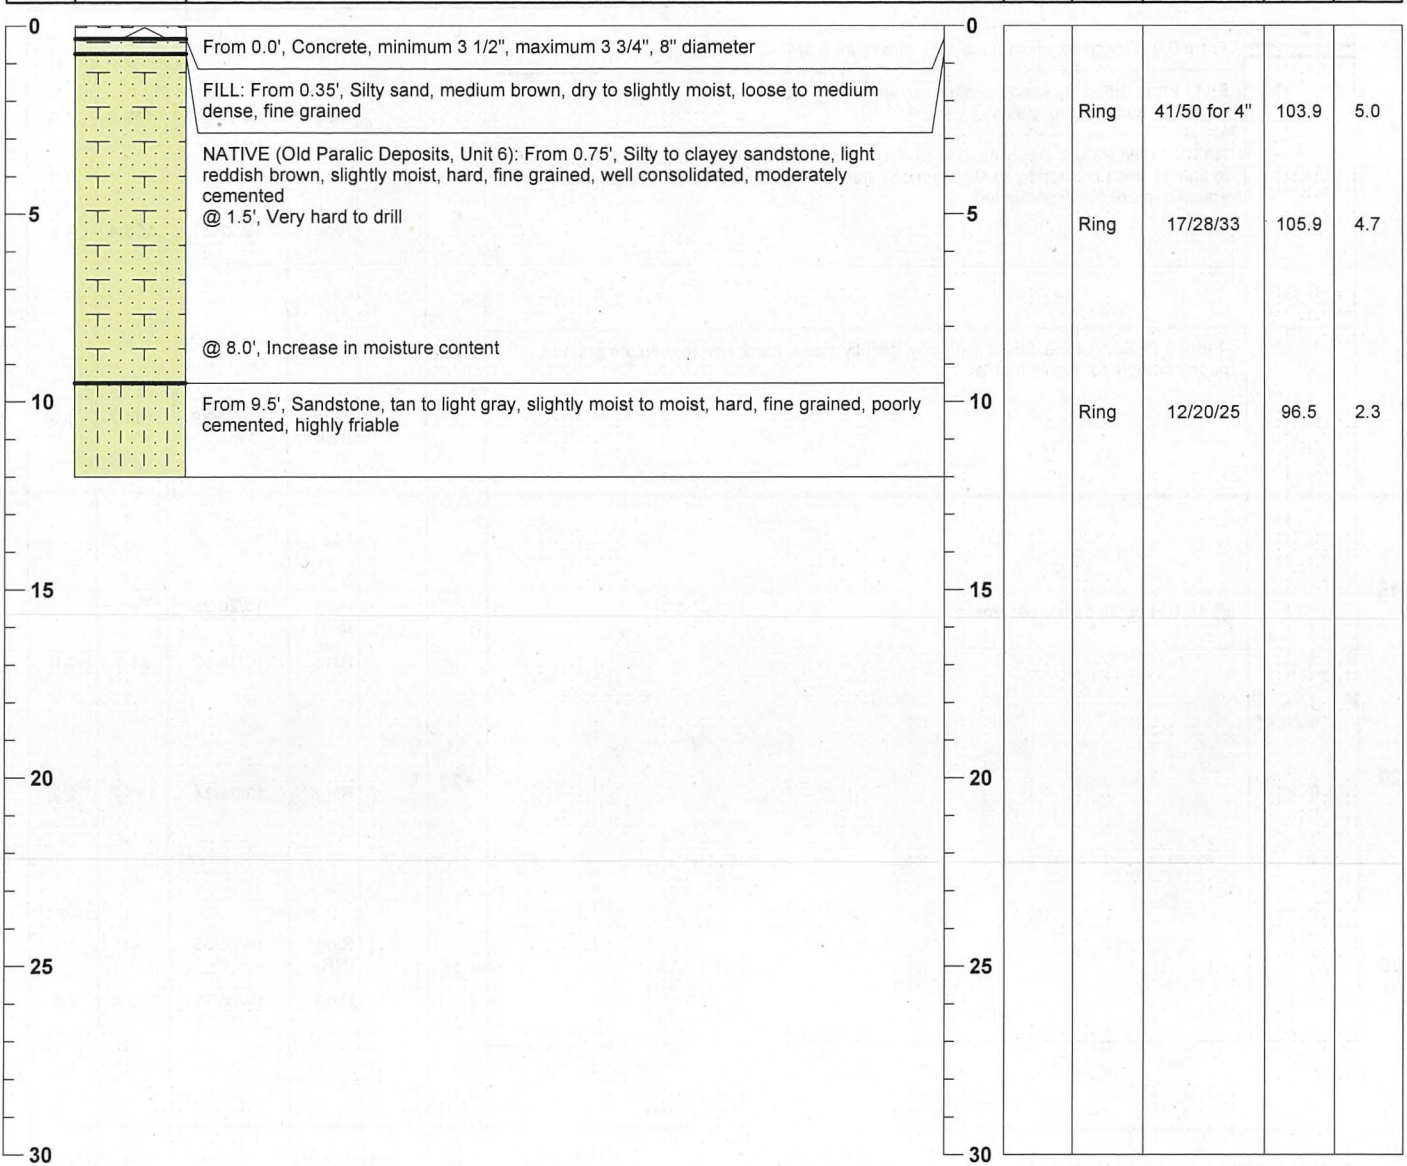 0
0
From 0.0', Concrete, minimum 3 1/2", maximum 3 3/4", 8" diameter
FILL: From 0.35', Silty sand, medium brown, dry to slightly moist, loose to medium
dense, fine grained
Ring 41/50 for 4" 103.9 5.0
NATIVE (Old Paralic Deposits, Unit 6): From 0.75', Silty to clayey sandstone, light
reddish brown, slightly moist, hard, fine grained, well consolidated, moderately
cemented
5
@ 1.5', Very hard to drill
5
Ring 17/28/33 105.9 4.7
@ 8.0', Increase in moisture content
10
From 9.5', Sandstone, tan to light gray, slightly moist to moist, hard, fine grained, poorly
cemented, highly friable
10
Ring 12/20/25 96.5 2.3
15
15
20
20
25
25
30
30